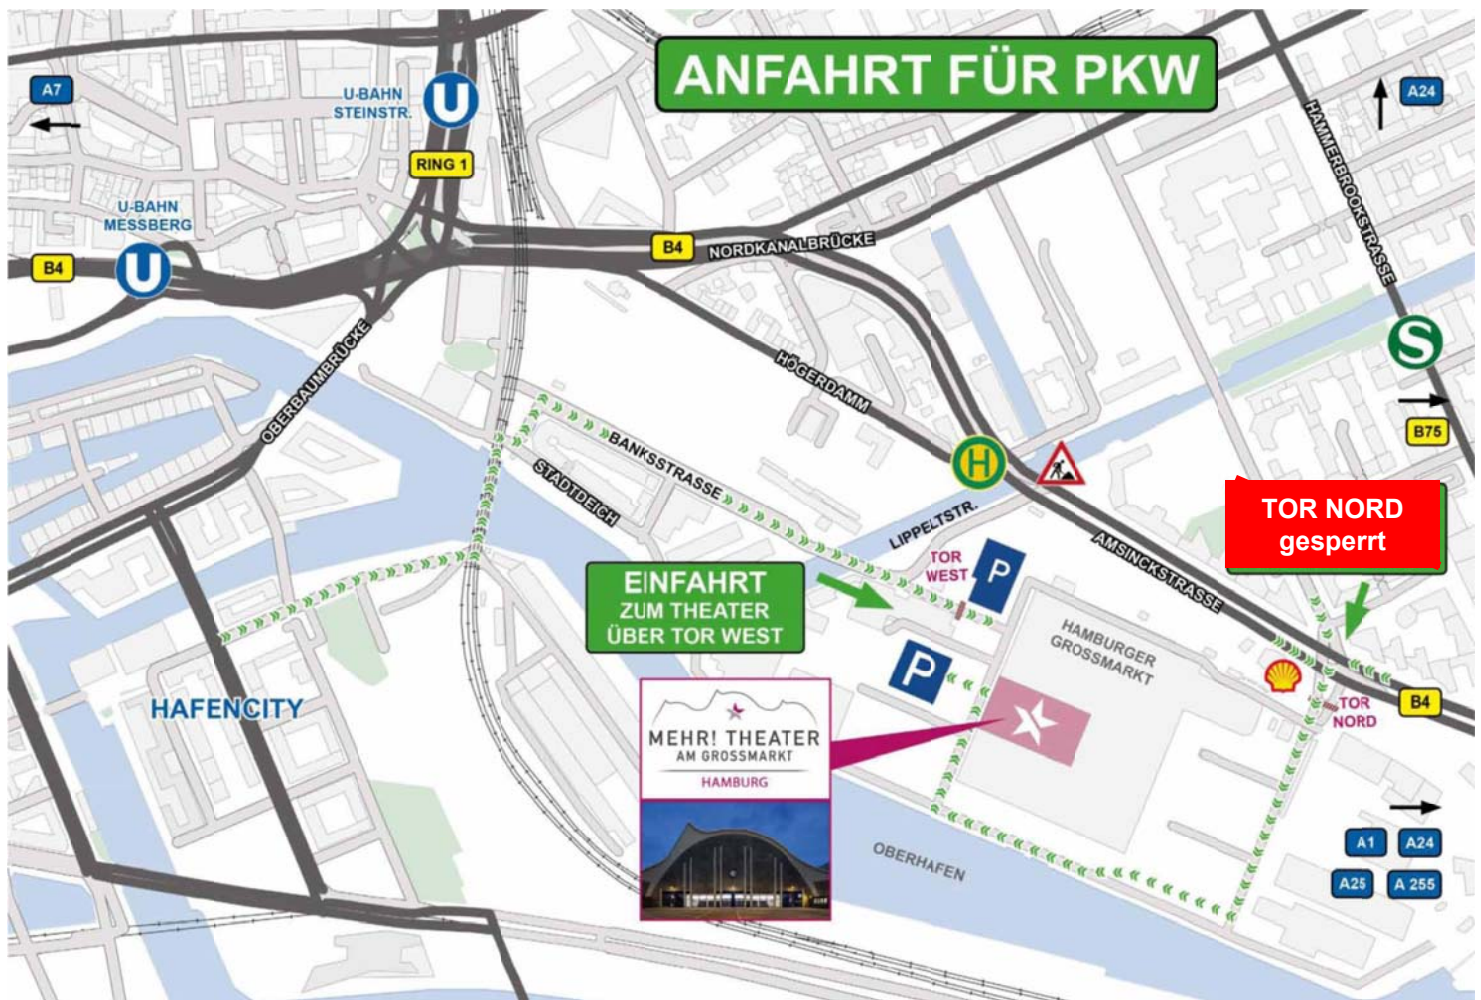 ANFAHRT FÜR PKW
A7
U-BAHN
STEINSTR.
U
A24
RING 1
HAMMERBROOKSTRASSE
U-BAHN
MESSBERG
U
B4
B4
NORDKANALBRÜCKE
OBERBAUMBRÜCKE
HÖGERDAMM
S
B75
BANKSSTRASSE
STADTDEICH
H
LIPPELTSTR.
TOR NORD
gesperrt
AMSINCKSTRASSE
TOR
WEST
P
EINFAHRT
ZUM THEATER
ÜBER TOR WEST
HAMBURGER
GROSSMARKT
P
HAFENCITY
TOR
NORD
B4
MEHR! THEATER
AM GROSSMARKT
HAMBURG
OBERHAFEN
A1
A24
A25
A 255